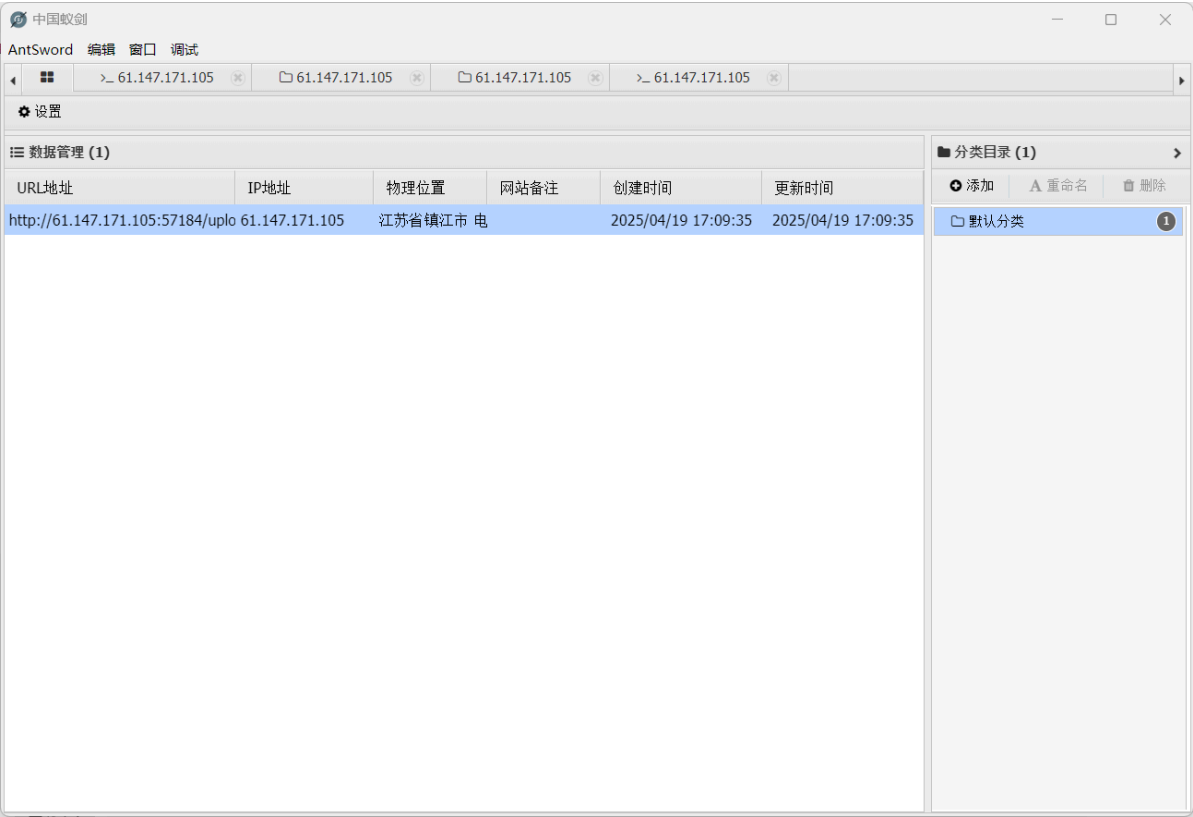 中国蚁剑
AntSword 编辑 窗口 调试
>_ 61.147.171.105 61.147.171.105 61.147.171.105 >_ 61.147.171.105
设置
数据管理 (1)
URL地址 IP地址 物理位置 网站备注 创建时间 更新时间
http://61.147.171.105:57184/uplo 61.147.171.105 江苏省镇江市 电 2025/04/19 17:09:35 2025/04/19 17:09:35
分类目录 (1)
添加 A 重命名 删除
默认分类 1